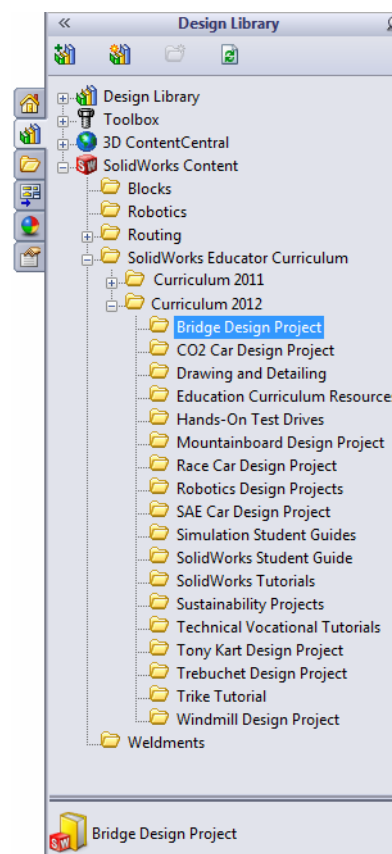 Design Library
Design Library
Toolbox
3D ContentCentral
SolidWorks Content
Blocks
Robotics
Routing
SolidWorks Educator Curriculum
Curriculum 2011
Curriculum 2012
Bridge Design Project
CO2 Car Design Project
Drawing and Detailing
Education Curriculum Resources
Hands-On Test Drives
Mountainboard Design Project
Race Car Design Project
Robotics Design Projects
SAE Car Design Project
Simulation Student Guides
SolidWorks Student Guide
SolidWorks Tutorials
Sustainability Projects
Technical Vocational Tutorials
Tony Kart Design Project
Trebuchet Design Project
Trike Tutorial
Windmill Design Project
Weldments
Bridge Design Project